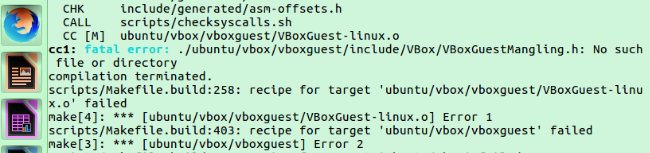 CHK     include/generated/asm-offsets.h
CALL    scripts/checksyscalls.sh
CC [M]  ubuntu/vbox/vboxguest/VBoxGuest-linux.o
cc1: fatal error: ./ubuntu/vbox/vboxguest/include/VBox/VBoxGuestMangling.h: No such
file or directory
compilation terminated.
scripts/Makefile.build:258: recipe for target 'ubuntu/vbox/vboxguest/VBoxGuest-linu
x.o' failed
make[4]: *** [ubuntu/vbox/vboxguest/VBoxGuest-linux.o] Error 1
scripts/Makefile.build:403: recipe for target 'ubuntu/vbox/vboxguest' failed
make[3]: *** [ubuntu/vbox/vboxguest] Error 2